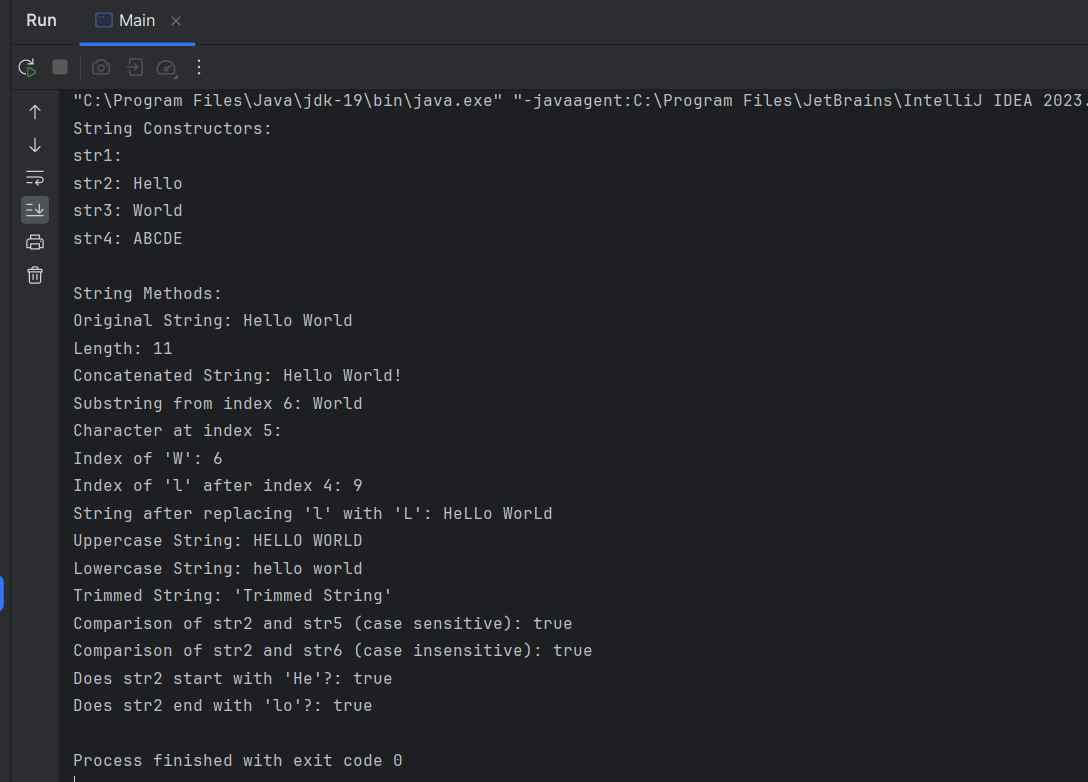 Run Main
"C:\Program Files\Java\jdk-19\bin\java.exe" "-javaagent:C:\Program Files\JetBrains\IntelliJ IDEA 2023.
String Constructors:
str1:
str2: Hello
str3: World
str4: ABCDE
String Methods:
Original String: Hello World
Length: 11
Concatenated String: Hello World!
Substring from index 6: World
Character at index 5:
Index of 'W': 6
Index of 'l' after index 4: 9
String after replacing 'l' with 'L': HeLLo WorLd
Uppercase String: HELLO WORLD
Lowercase String: hello world
Trimmed String: 'Trimmed String'
Comparison of str2 and str5 (case sensitive): true
Comparison of str2 and str6 (case insensitive): true
Does str2 start with 'He'?: true
Does str2 end with 'lo'?: true
Process finished with exit code 0